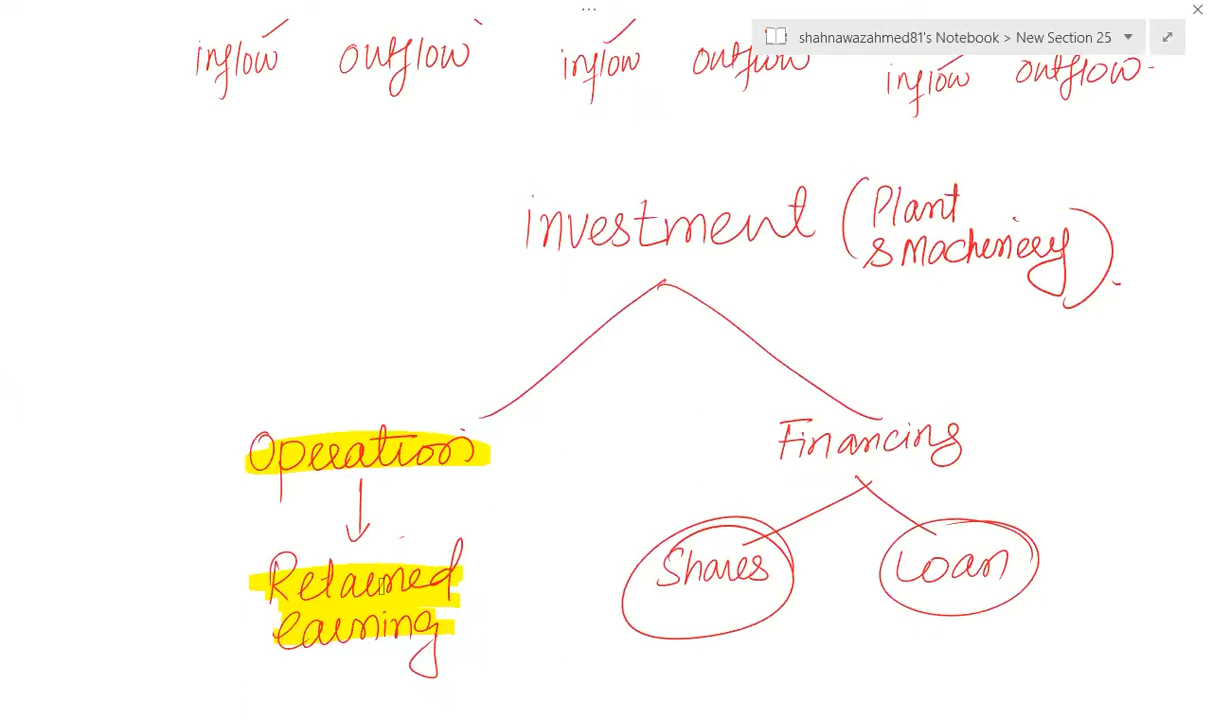 shahnawazahmed81's Notebook > New Section 25
inflow outflow inflow outflow inflow outflow
investment (Plant
& Machinery)
Operations Financing
Retained Shares Loan
earning